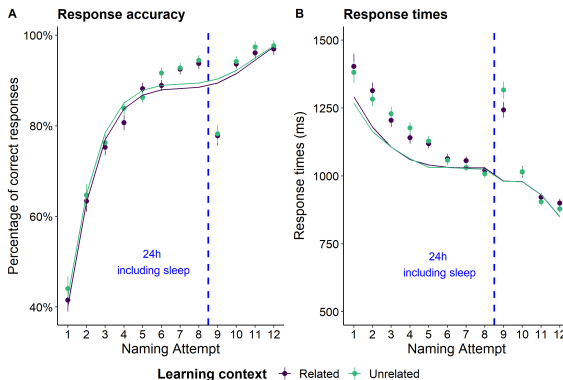 A Response accuracy
100%
80%
60%
40%
Percentage of correct responses
24h
including sleep
1 2 3 4 5 6 7 8 9 10 11 12
Naming Attempt
B Response times
1500
1250
1000
750
500
Response times (ms)
24h
including sleep
1 2 3 4 5 6 7 8 9 10 11 12
Naming Attempt
Learning context Related Unrelated